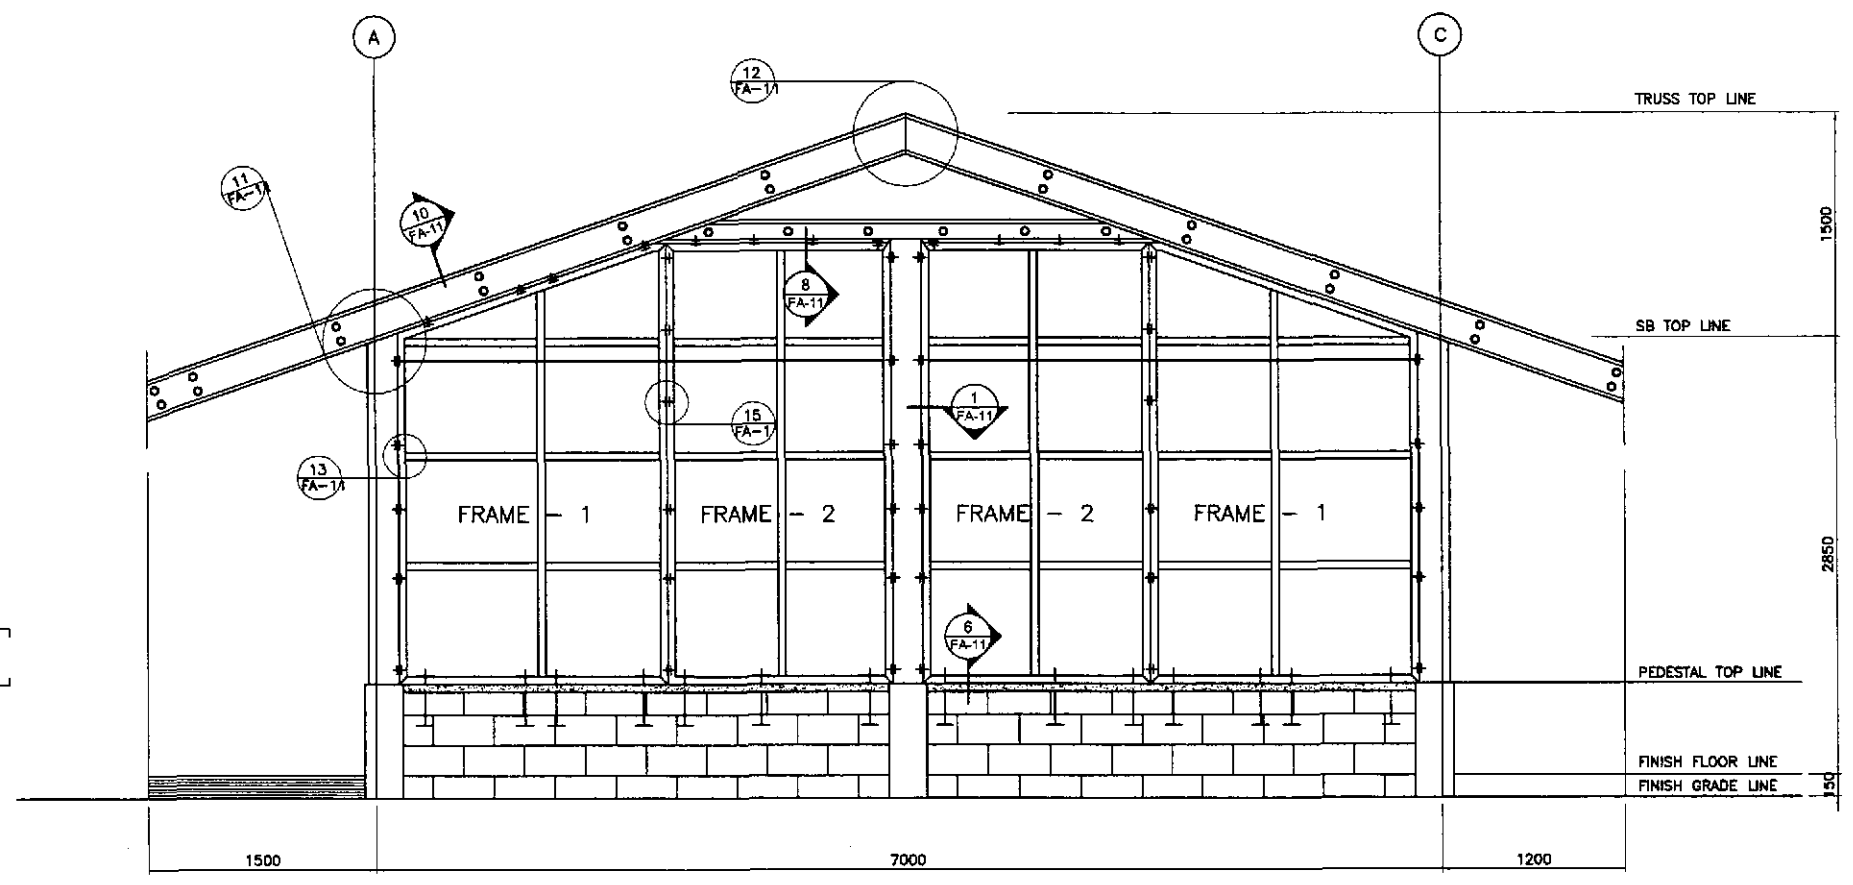 A
C
12
FA-11
TRUSS TOP LINE
11
FA-11
10
FA-11
1500
8
FA-11
SB TOP LINE
1
FA-11
15
FA-1
13
FA-11
FRAME - 1
FRAME - 2
FRAME - 2
FRAME - 1
2850
6
FA-11
PEDESTAL TOP LINE
FINISH FLOOR LINE
FINISH GRADE LINE
150
1500
7000
1200